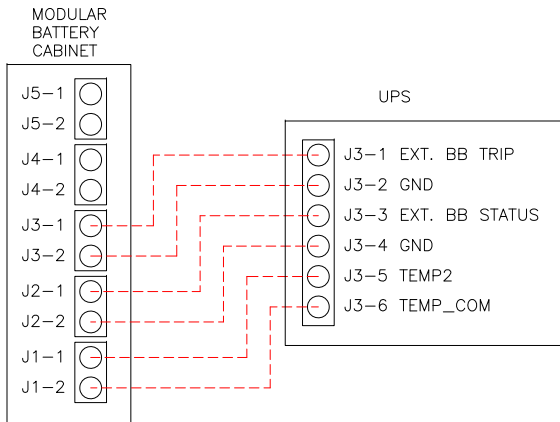 MODULAR
BATTERY
CABINET
J5-1
J5-2
J4-1
J4-2
J3-1
J3-2
J2-1
J2-2
J1-1
J1-2
UPS
J3-1 EXT. BB TRIP
J3-2 GND
J3-3 EXT. BB STATUS
J3-4 GND
J3-5 TEMP2
J3-6 TEMP_COM